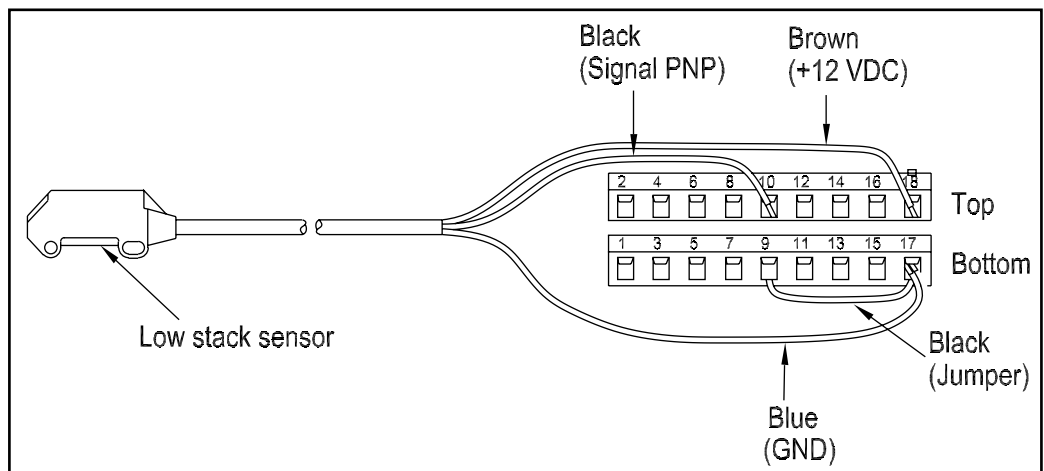 Black
(Signal PNP)
Brown
(+12 VDC)
2 4 6 8 10 12 14 16 18
Top
1 3 5 7 9 11 13 15 17
Bottom
Low stack sensor
Black
(Jumper)
Blue
(GND)